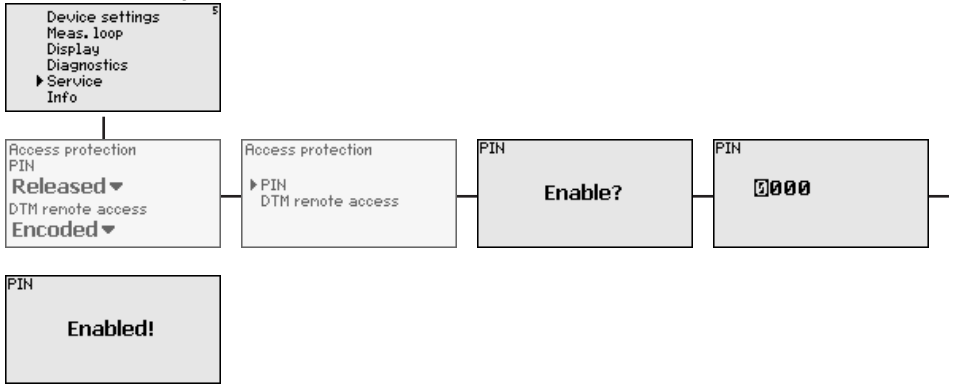 5
Device settings
Meas. loop
Display
Diagnostics
Service
Info
Access protection
PIN
Released
DTM remote access
Encoded
Access protection
PIN
DTM remote access
PIN
Enable?
PIN
0000
PIN
Enabled!